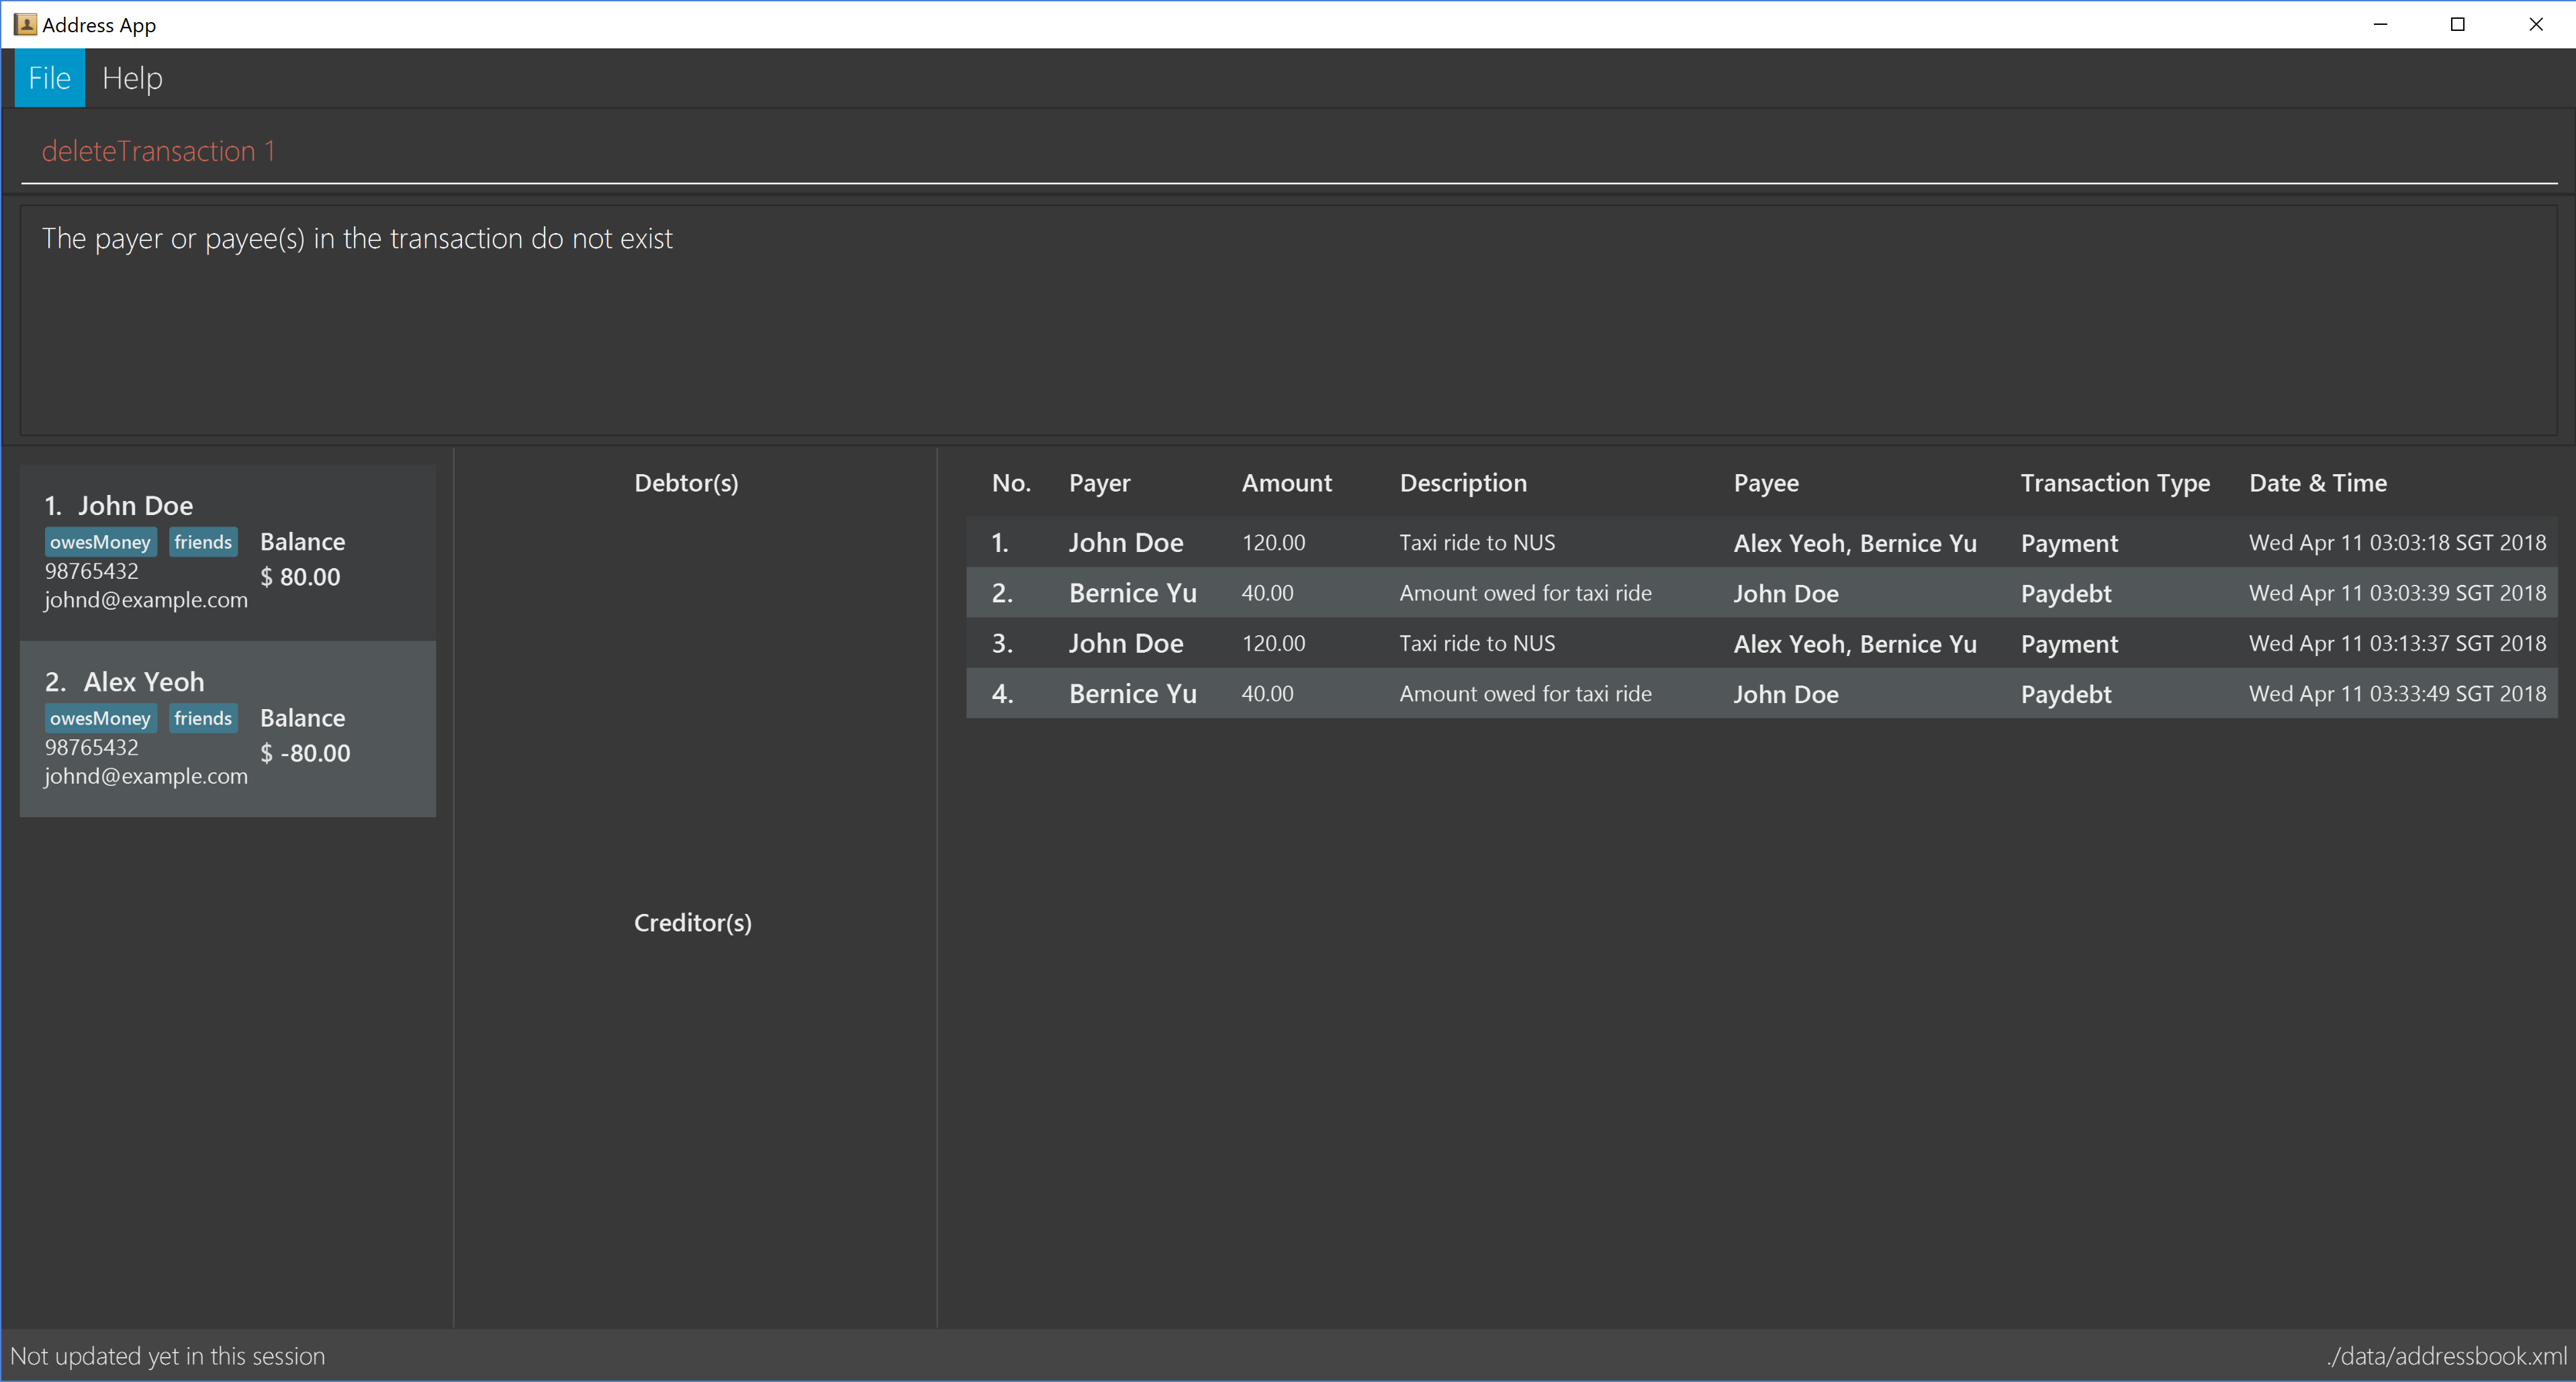 Address App
File Help
deleteTransaction 1
The payer or payee(s) in the transaction do not exist
1. John Doe
owesMoney friends
98765432
johnd@example.com
Balance
$ 80.00
2. Alex Yeoh
owesMoney friends
98765432
johnd@example.com
Balance
$ -80.00
Debtor(s)
Creditor(s)
No. Payer Amount Description Payee Transaction Type Date & Time
1. John Doe 120.00 Taxi ride to NUS Alex Yeoh, Bernice Yu Payment Wed Apr 11 03:03:18 SGT 2018
2. Bernice Yu 40.00 Amount owed for taxi ride John Doe Paydebt Wed Apr 11 03:03:39 SGT 2018
3. John Doe 120.00 Taxi ride to NUS Alex Yeoh, Bernice Yu Payment Wed Apr 11 03:13:37 SGT 2018
4. Bernice Yu 40.00 Amount owed for taxi ride John Doe Paydebt Wed Apr 11 03:33:49 SGT 2018
Not updated yet in this session
./data/addressbook.xml